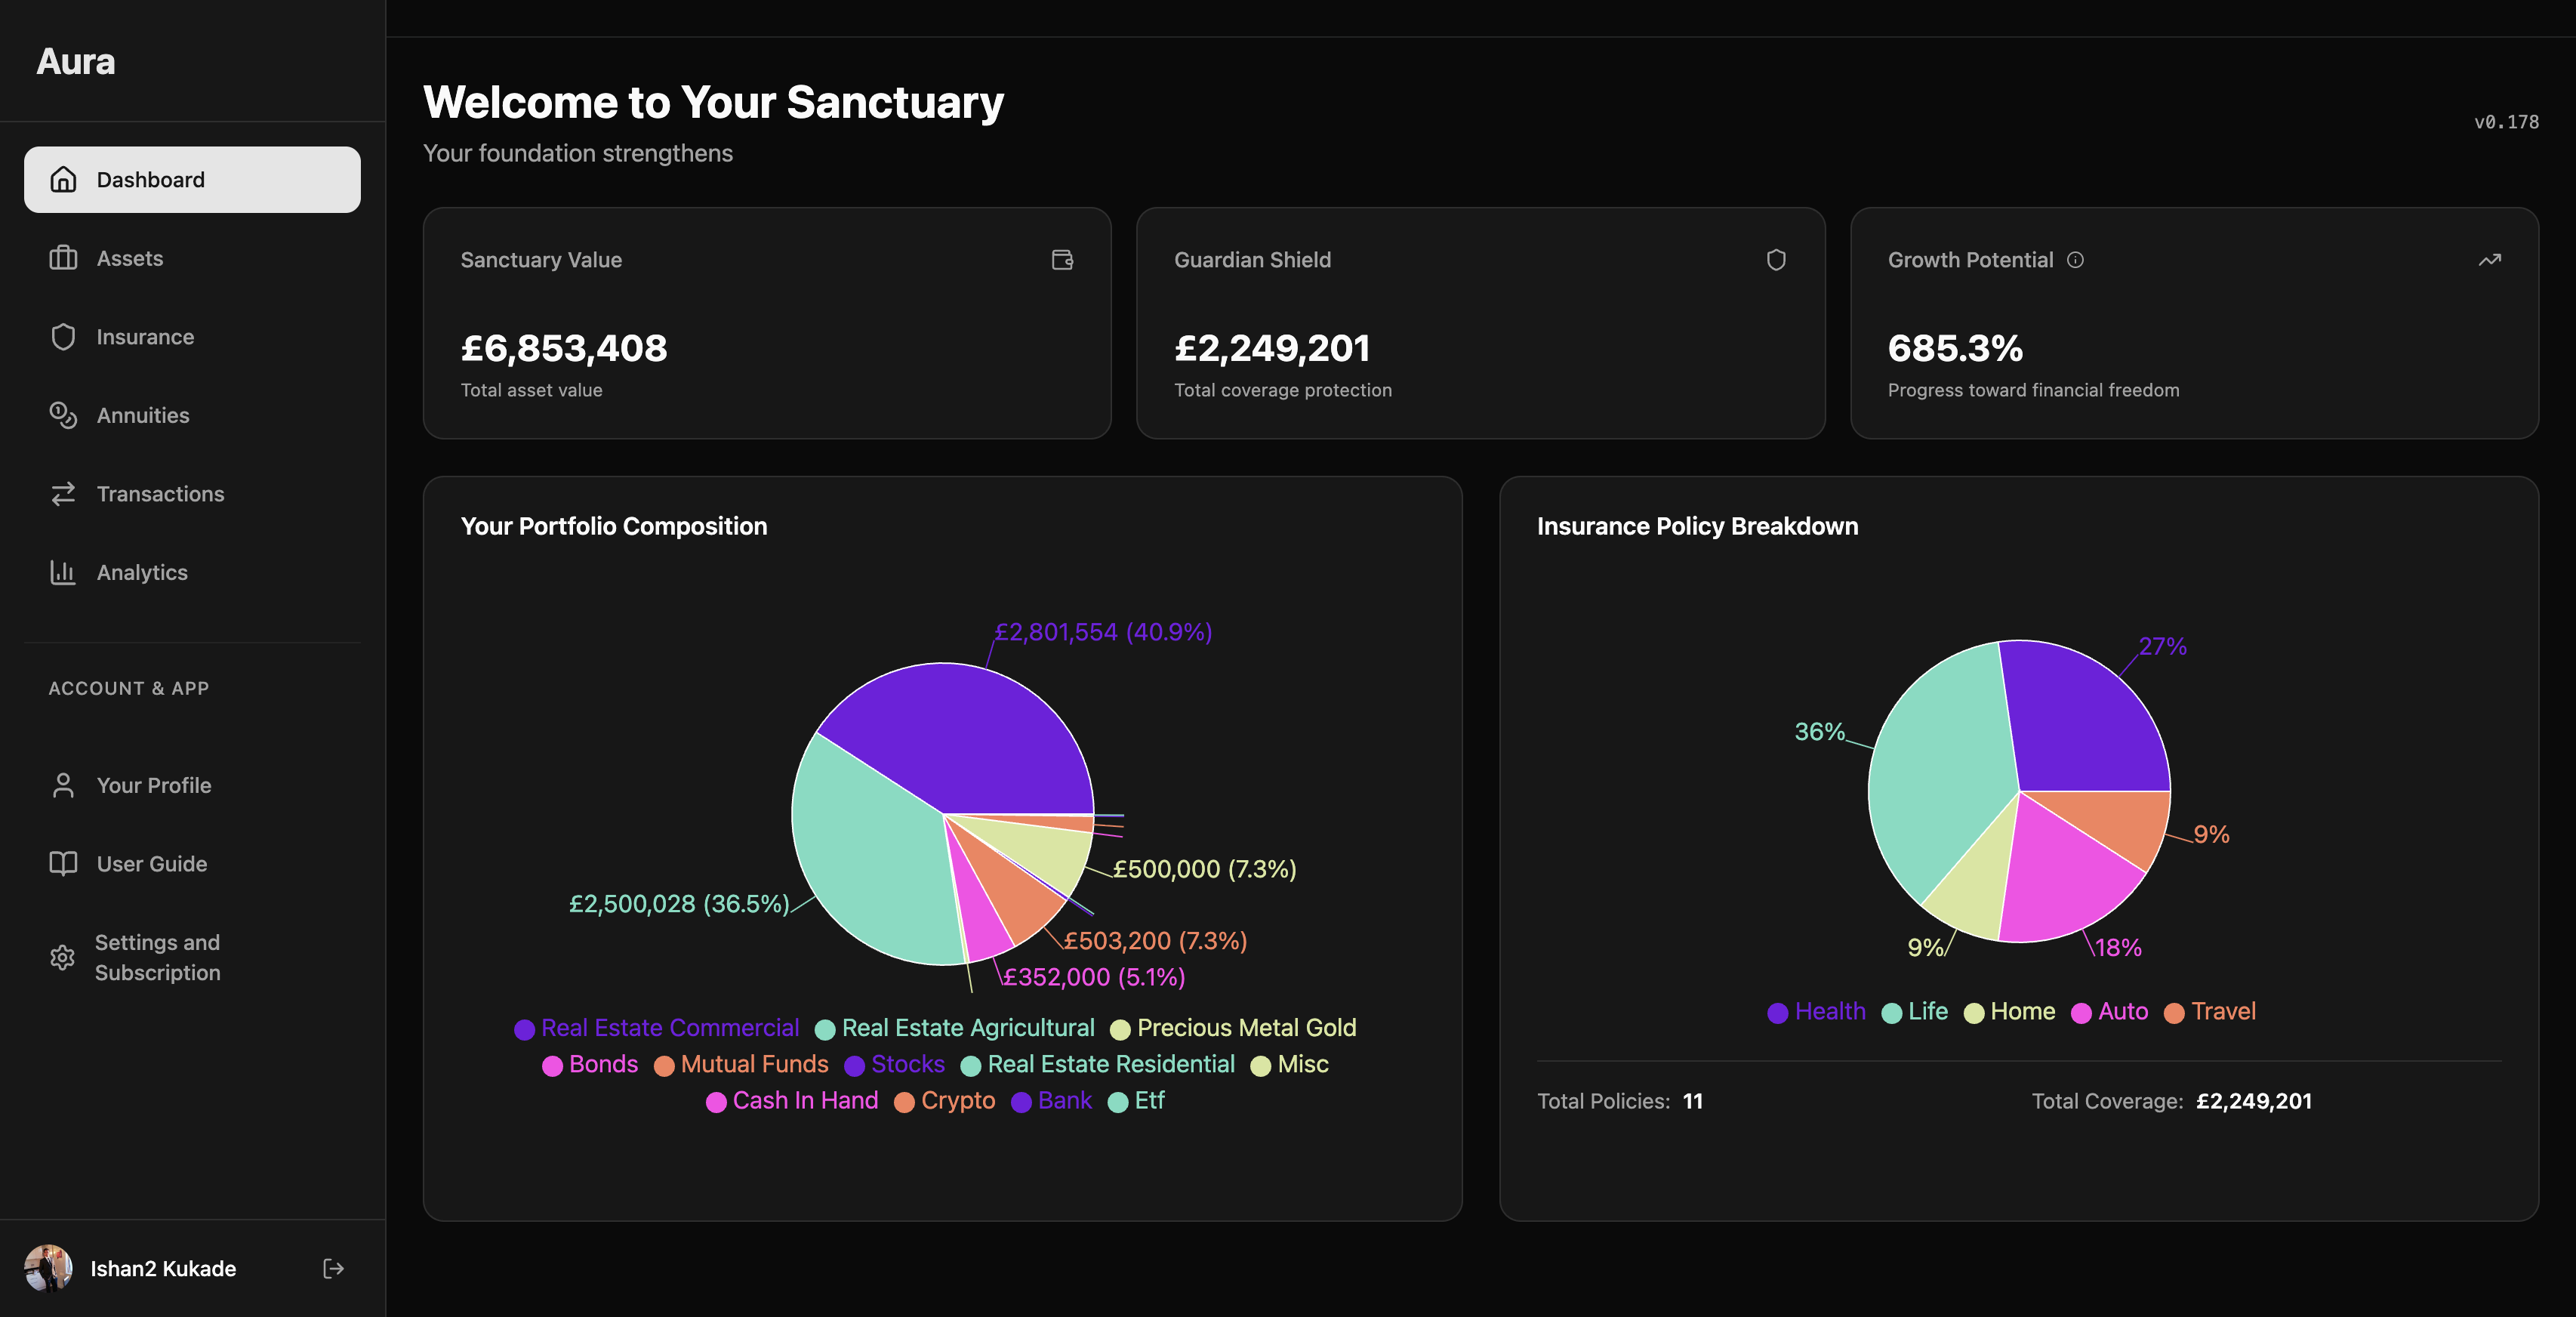 Aura
Dashboard
Assets
Insurance
Annuities
Transactions
Analytics
ACCOUNT & APP
Your Profile
User Guide
Settings and
Subscription
Ishan2 Kukade
Welcome to Your Sanctuary
Your foundation strengthens
v0.178
Sanctuary Value
£6,853,408
Total asset value
Guardian Shield
£2,249,201
Total coverage protection
Growth Potential
685.3%
Progress toward financial freedom
Your Portfolio Composition
£2,801,554 (40.9%)
£500,000 (7.3%)
£2,500,028 (36.5%)
£503,200 (7.3%)
£352,000 (5.1%)
Real Estate Commercial Real Estate Agricultural Precious Metal Gold
Bonds Mutual Funds Stocks Real Estate Residential Misc
Cash In Hand Crypto Bank Etf
Insurance Policy Breakdown
27%
36%
9%
9%
18%
Health Life Home Auto Travel
Total Policies: 11
Total Coverage: £2,249,201